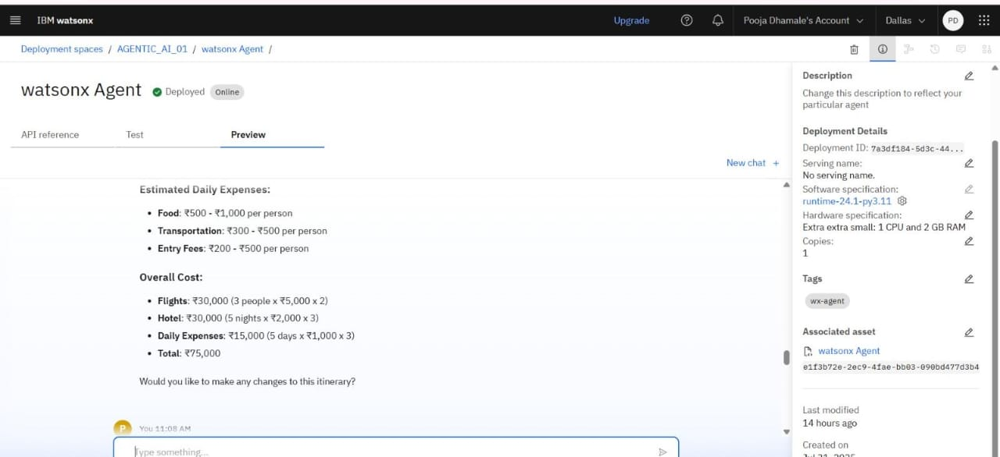 IBM watsonx
Upgrade
Pooja Dhamale's Account
Dallas
PD
Deployment spaces / AGENTIC_AI_01 / watsonx Agent /
watsonx Agent
Deployed
Online
API reference
Test
Preview
New chat +
Estimated Daily Expenses:
• Food: ₹500 - ₹1,000 per person
• Transportation: ₹300 - ₹500 per person
• Entry Fees: ₹200 - ₹500 per person
Overall Cost:
• Flights: ₹30,000 (3 people x ₹5,000 x 2)
• Hotel: ₹30,000 (5 nights x ₹2,000 x 3)
• Daily Expenses: ₹15,000 (5 days x ₹1,000 x 3)
• Total: ₹75,000
Would you like to make any changes to this itinerary?
P
You 11:08 AM
Type something...
Description
Change this description to reflect your
particular agent
Deployment Details
Deployment ID: 7a3df184-5d3c-44...
Serving name:
No serving name.
Software specification:
runtime-24.1-py3.11
Hardware specification:
Extra extra small: 1 CPU and 2 GB RAM
Copies:
1
Tags
wx-agent
Associated asset
watsonx Agent
e1f3b72e-2ec9-4fae-bb03-090bd477d3b4
Last modified
14 hours ago
Created on
Jul 31, 2025